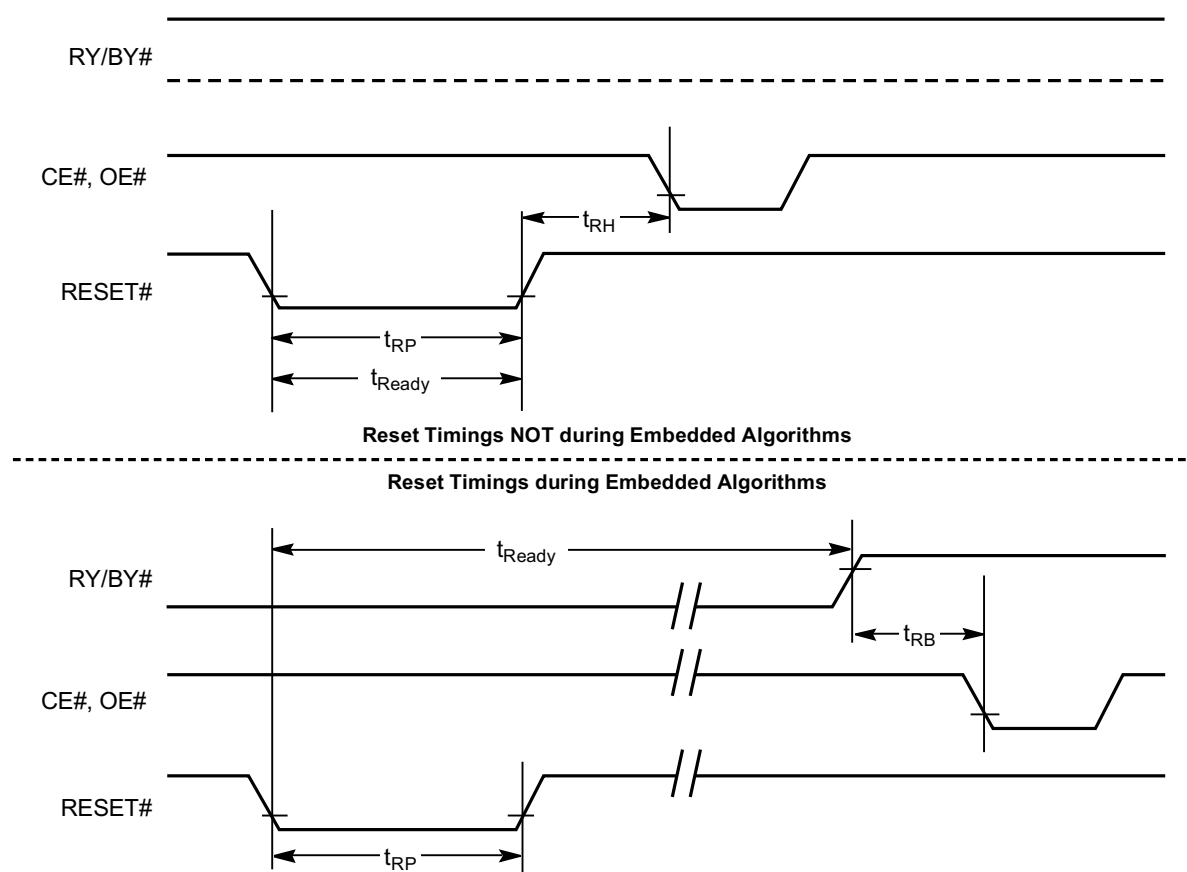 RY/BY#
CE#, OE#
tRH
RESET#
tRP
tReady
Reset Timings NOT during Embedded Algorithms
Reset Timings during Embedded Algorithms
tReady
RY/BY#
tRB
CE#, OE#
RESET#
tRP